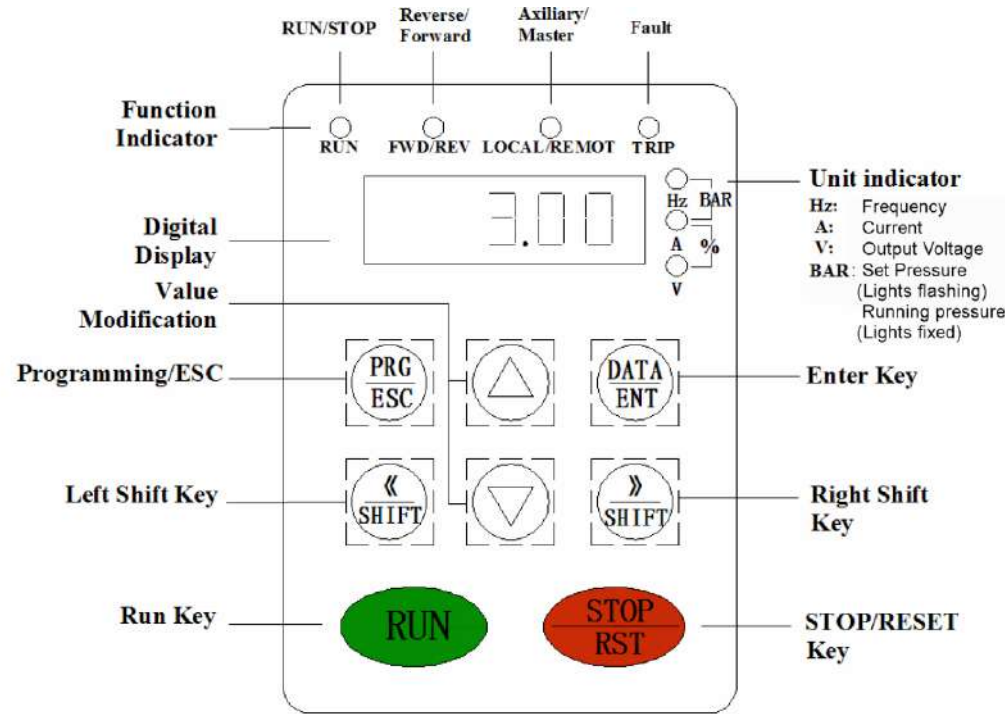 RUN/STOP
Reverse/
Forward
Axiliary/
Master
Fault
Function
Indicator
RUN
FWD/REV
LOCAL/REMOT
TRIP
Digital
Display
3.00
Hz
BAR
A
%
V
Unit indicator
Hz: Frequency
A: Current
V: Output Voltage
BAR: Set Pressure
(Lights flashing)
Running pressure
(Lights fixed)
Value
Modification
Programming/ESC
PRG
ESC
DATA
ENT
Enter Key
Left Shift Key
«
SHIFT
»
SHIFT
Right Shift
Key
Run Key
RUN
STOP
RST
STOP/RESET
Key